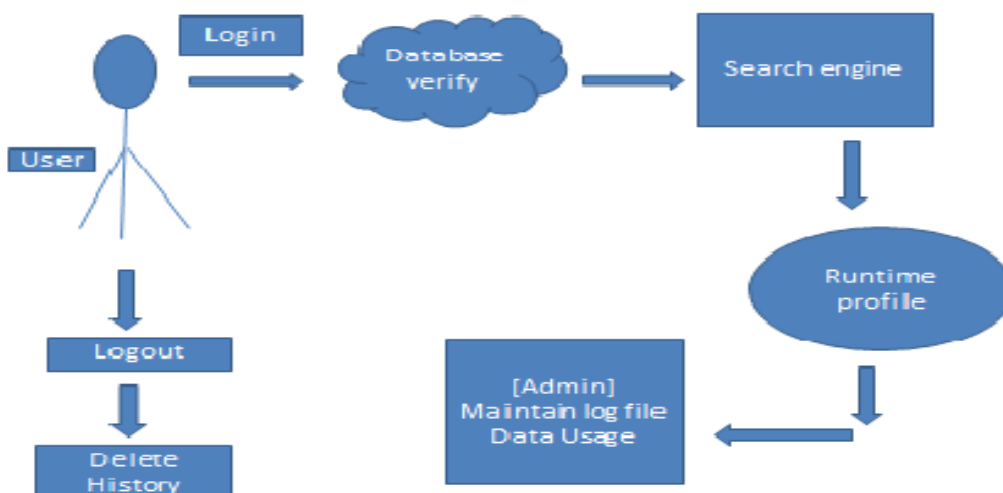 Login
Database
verify
Search engine
User
Runtime
profile
Logout
[Admin]
Maintain log file
Data Usage
Delete
History